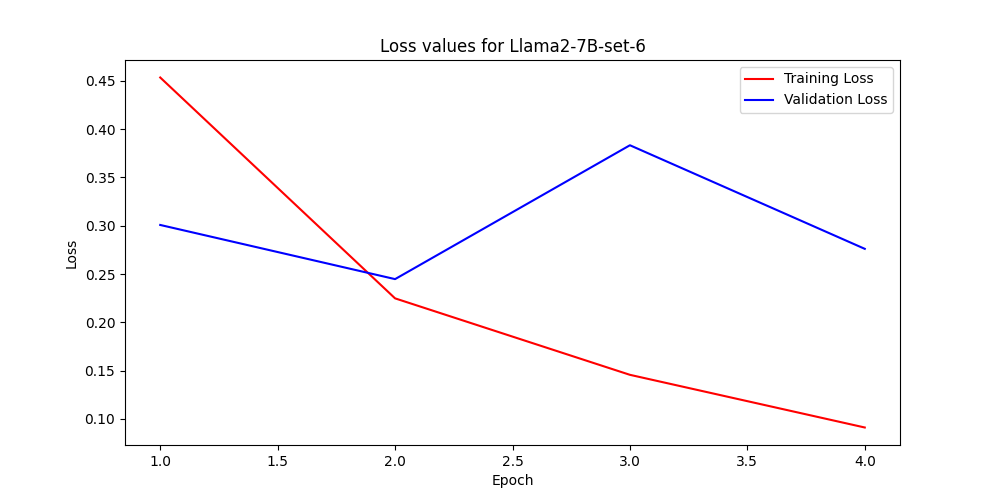 Loss values for Llama2-7B-set-6
Training Loss
Validation Loss
Loss
0.45
0.40
0.35
0.30
0.25
0.20
0.15
0.10
1.0 1.5 2.0 2.5 3.0 3.5 4.0
Epoch